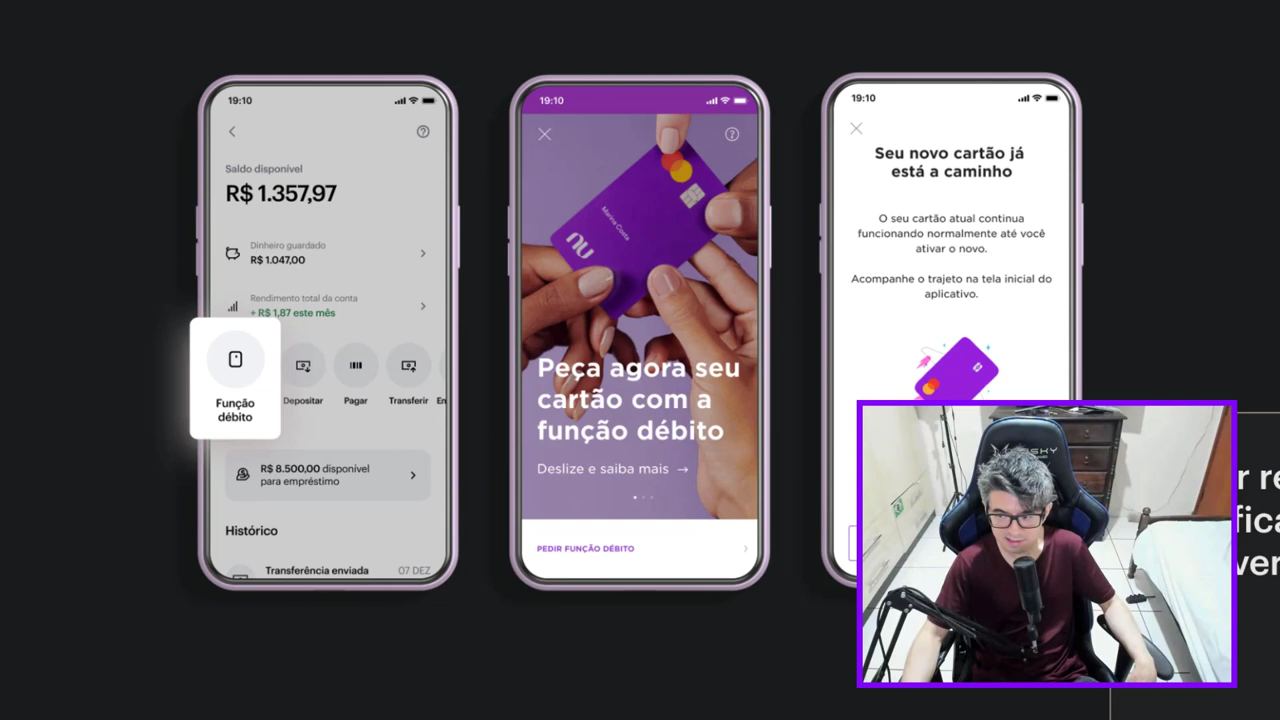 19:10
Saldo disponível
R$ 1.357,97
Dinheiro guardado
R$ 1.047,00
Rendimento total da conta
+ R$ 1,87 este mês
Função
débito
Depositar
Pagar
Transferir
R$ 8.500,00 disponível
para empréstimo
Histórico
Transferência enviada
07 DEZ
19:10
Marina Costa
nu
Peça agora seu
cartão com a
função débito
Deslize e saiba mais →
PEDIR FUNÇÃO DÉBITO
19:10
Seu novo cartão já
está a caminho
O seu cartão atual continua
funcionando normalmente até você
ativar o novo.
Acompanhe o trajeto na tela inicial do
aplicativo.